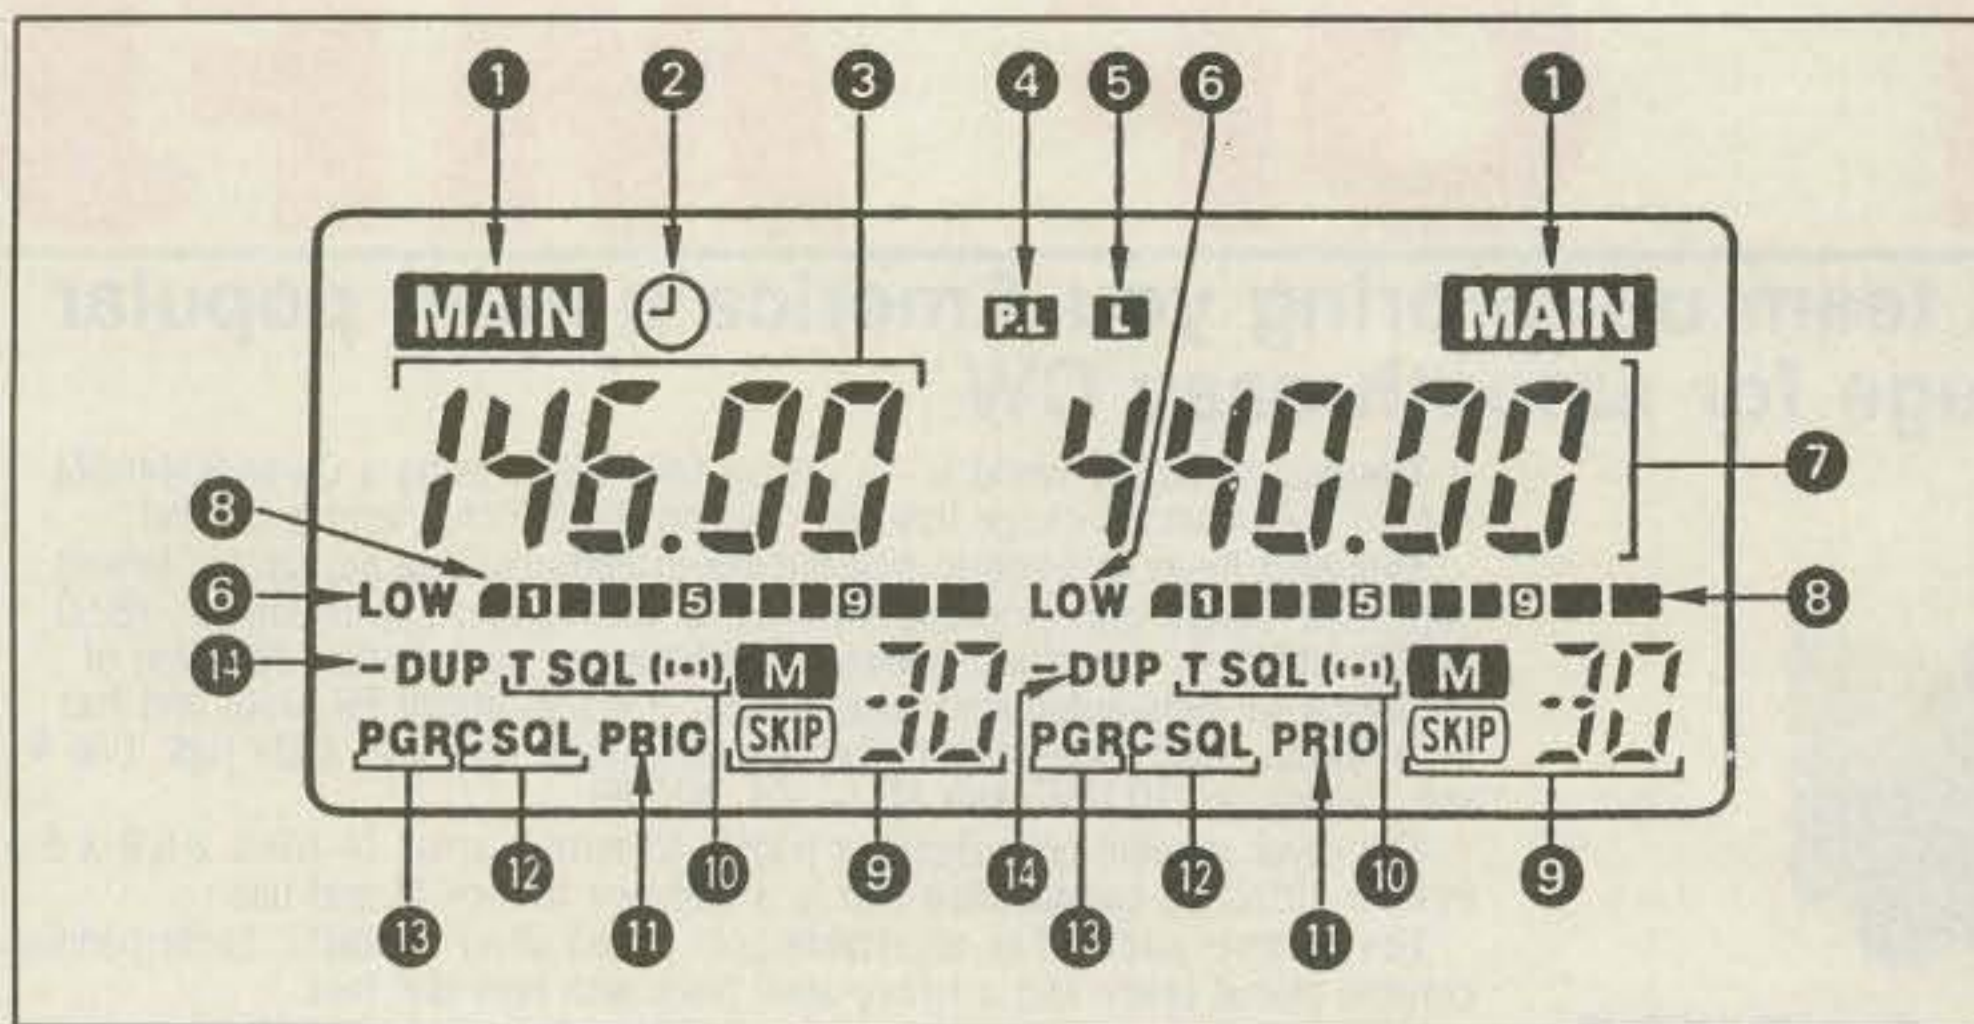 1 2 3 4 5 6 1
MAIN P.L L MAIN
146.00 440.00 7
8
6 LOW 1 5 9 LOW 1 5 9 8
14 -DUP T SQL M 30 -DUP T SQL M 30
PGRC SQL PRIO SKIP PGRC SQL PRIO SKIP
12 10 9 14 12 10 9
13 11 13 11